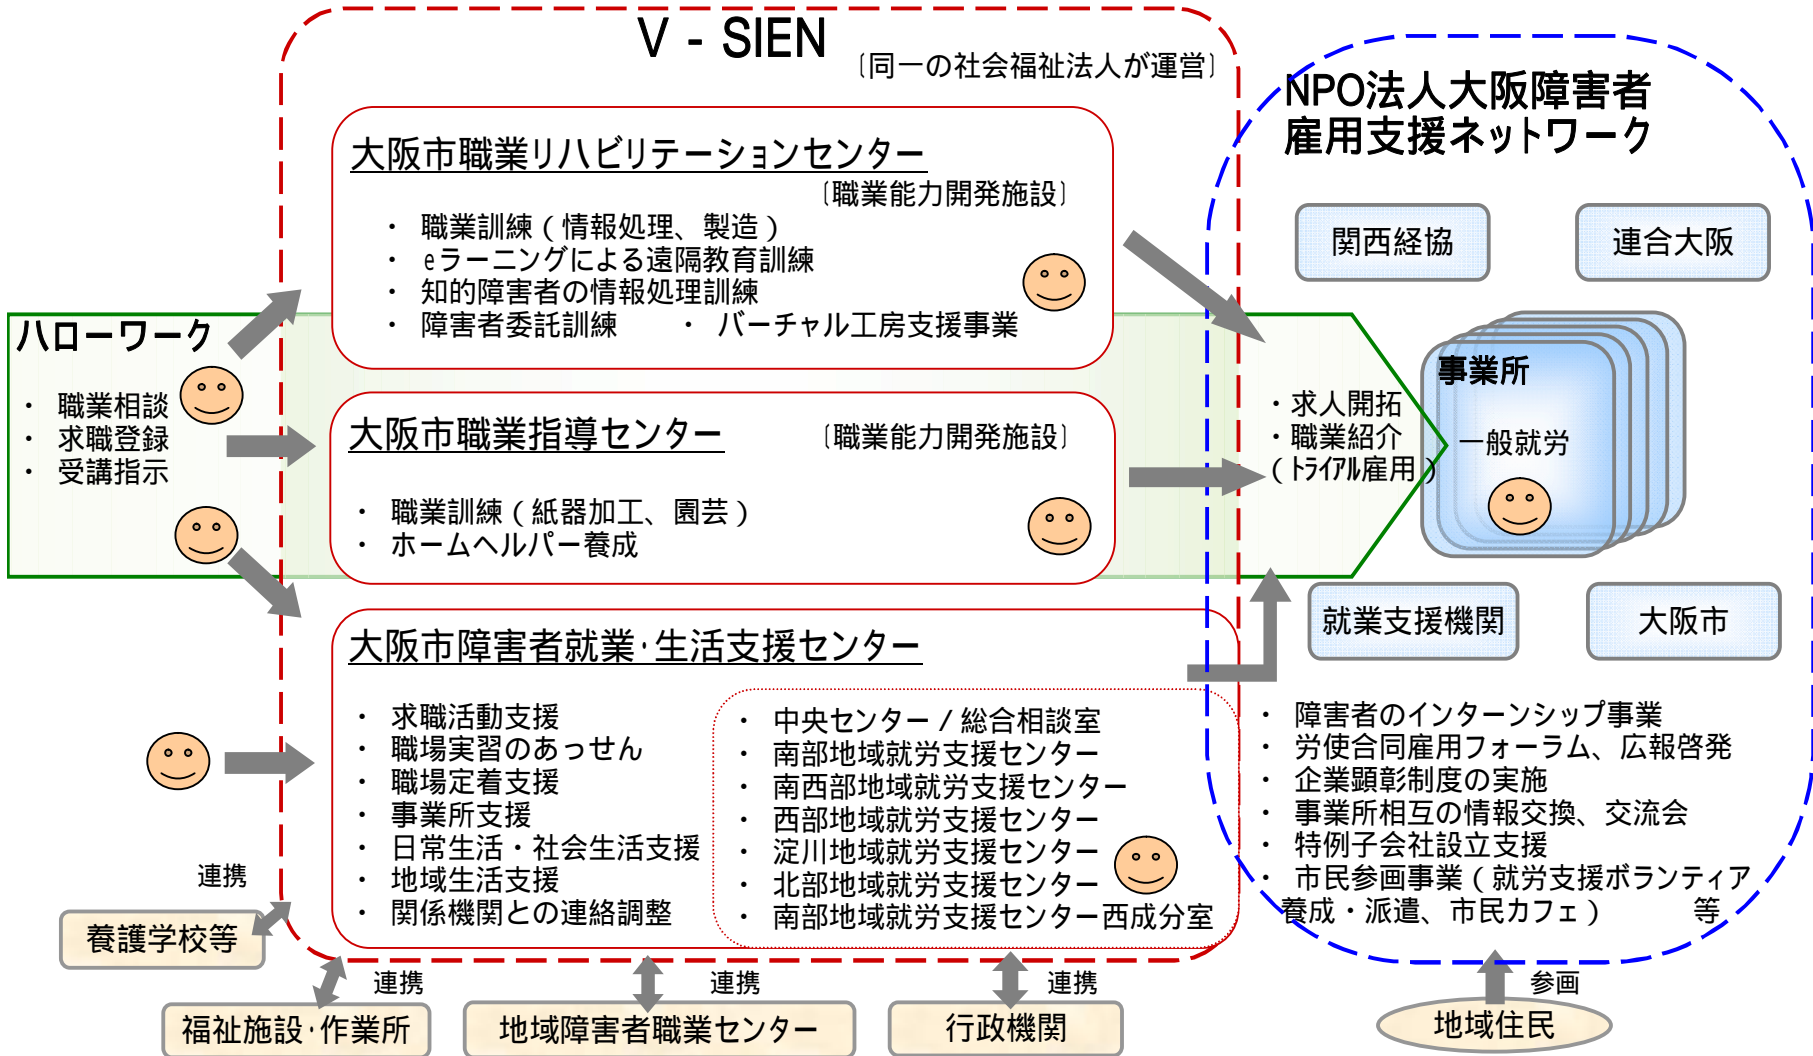 V - SIEN
〔同一の社会福祉法人が運営〕
大阪市職業リハビリテーションセンター
〔職業能力開発施設〕
・ 職業訓練(情報処理、製造)
・ eラーニングによる遠隔教育訓練
・ 知的障害者の情報処理訓練
・ 障害者委託訓練 ・ バーチャル工房支援事業
ハローワーク
・ 職業相談
・ 求職登録
・ 受講指示
大阪市職業指導センター 〔職業能力開発施設〕
・ 職業訓練(紙器加工、園芸)
・ ホームヘルパー養成
大阪市障害者就業・生活支援センター
・ 求職活動支援
・ 職場実習のあっせん
・ 職場定着支援
・ 事業所支援
・ 日常生活・社会生活支援
・ 地域生活支援
・ 関係機関との連絡調整
・ 中央センター/総合相談室
・ 南部地域就労支援センター
・ 南西部地域就労支援センター
・ 西部地域就労支援センター
・ 淀川地域就労支援センター
・ 北部地域就労支援センター
・ 南部地域就労支援センター西成分室
NPO法人大阪障害者
雇用支援ネットワーク
関西経協
連合大阪
・求人開拓
・職業紹介
(トライアル雇用)
事業所
一般就労
就業支援機関
大阪市
・ 障害者のインターンシップ事業
・ 労使合同雇用フォーラム、広報啓発
・ 企業顕彰制度の実施
・ 事業所相互の情報交換、交流会
・ 特例子会社設立支援
・ 市民参画事業(就労支援ボランティア
養成・派遣、市民カフェ) 等
連携
養護学校等
連携
福祉施設・作業所
連携
地域障害者職業センター
連携
行政機関
参画
地域住民